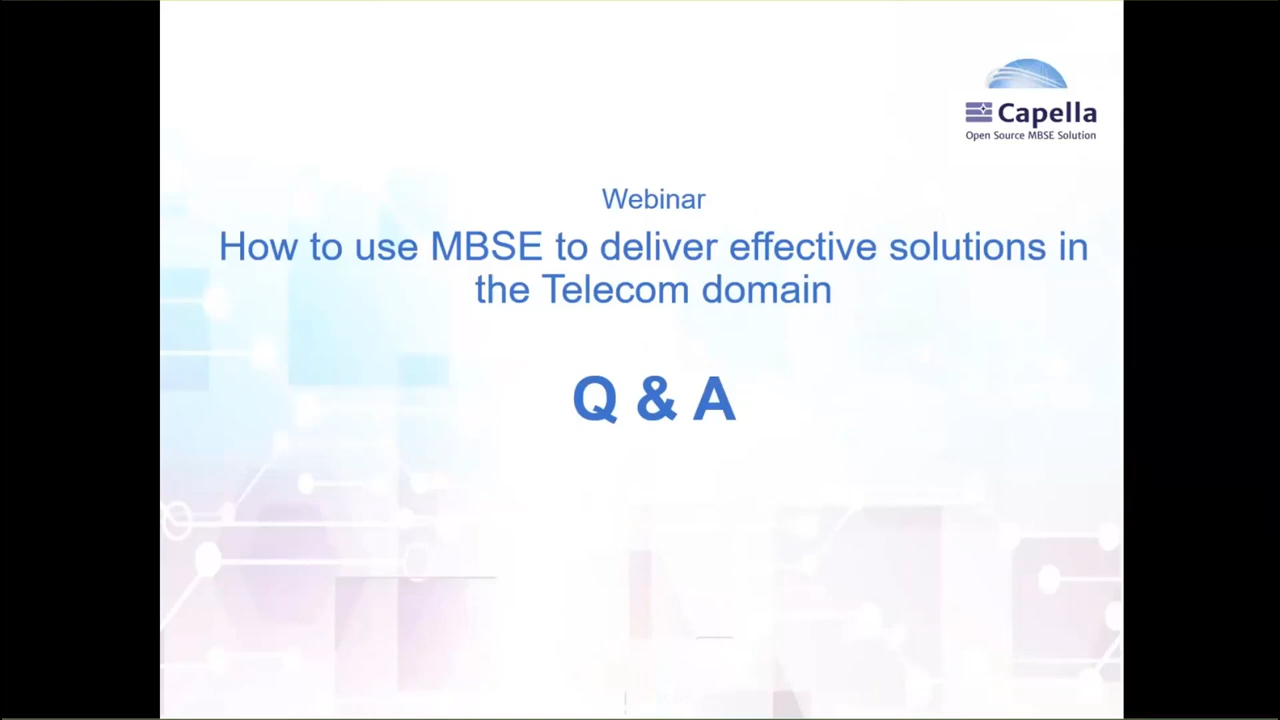 Capella
Open Source MBSE Solution
Webinar
How to use MBSE to deliver effective solutions in
the Telecom domain
Q & A